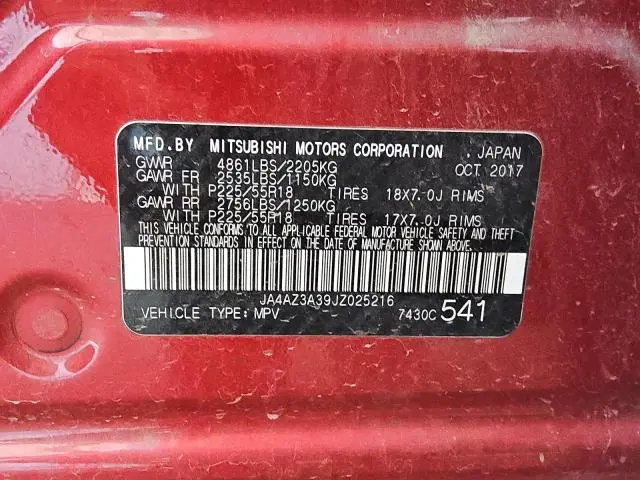 MFD.BY MITSUBISHI MOTORS CORPORATION , JAPAN
GVWR 4861LBS/2205KG OCT 2017
GAWR FR 2535LBS/1150KG
WITH P225/55R18 TIRES 18X7.0J RIMS
GAWR RR 2756LBS/1250KG
WITH P225/55R18 TIRES 17X7.0J RIMS
THIS VEHICLE CONFORMS TO ALL APPLICABLE FEDERAL MOTOR VEHICLE SAFETY AND THEFT
PREVENTION STANDARDS IN EFFECT ON THE DATE OF MANUFACTURE SHOWN ABOVE.
JA4AZ3A39JZ025216
VEHICLE TYPE: MPV 7430C 541